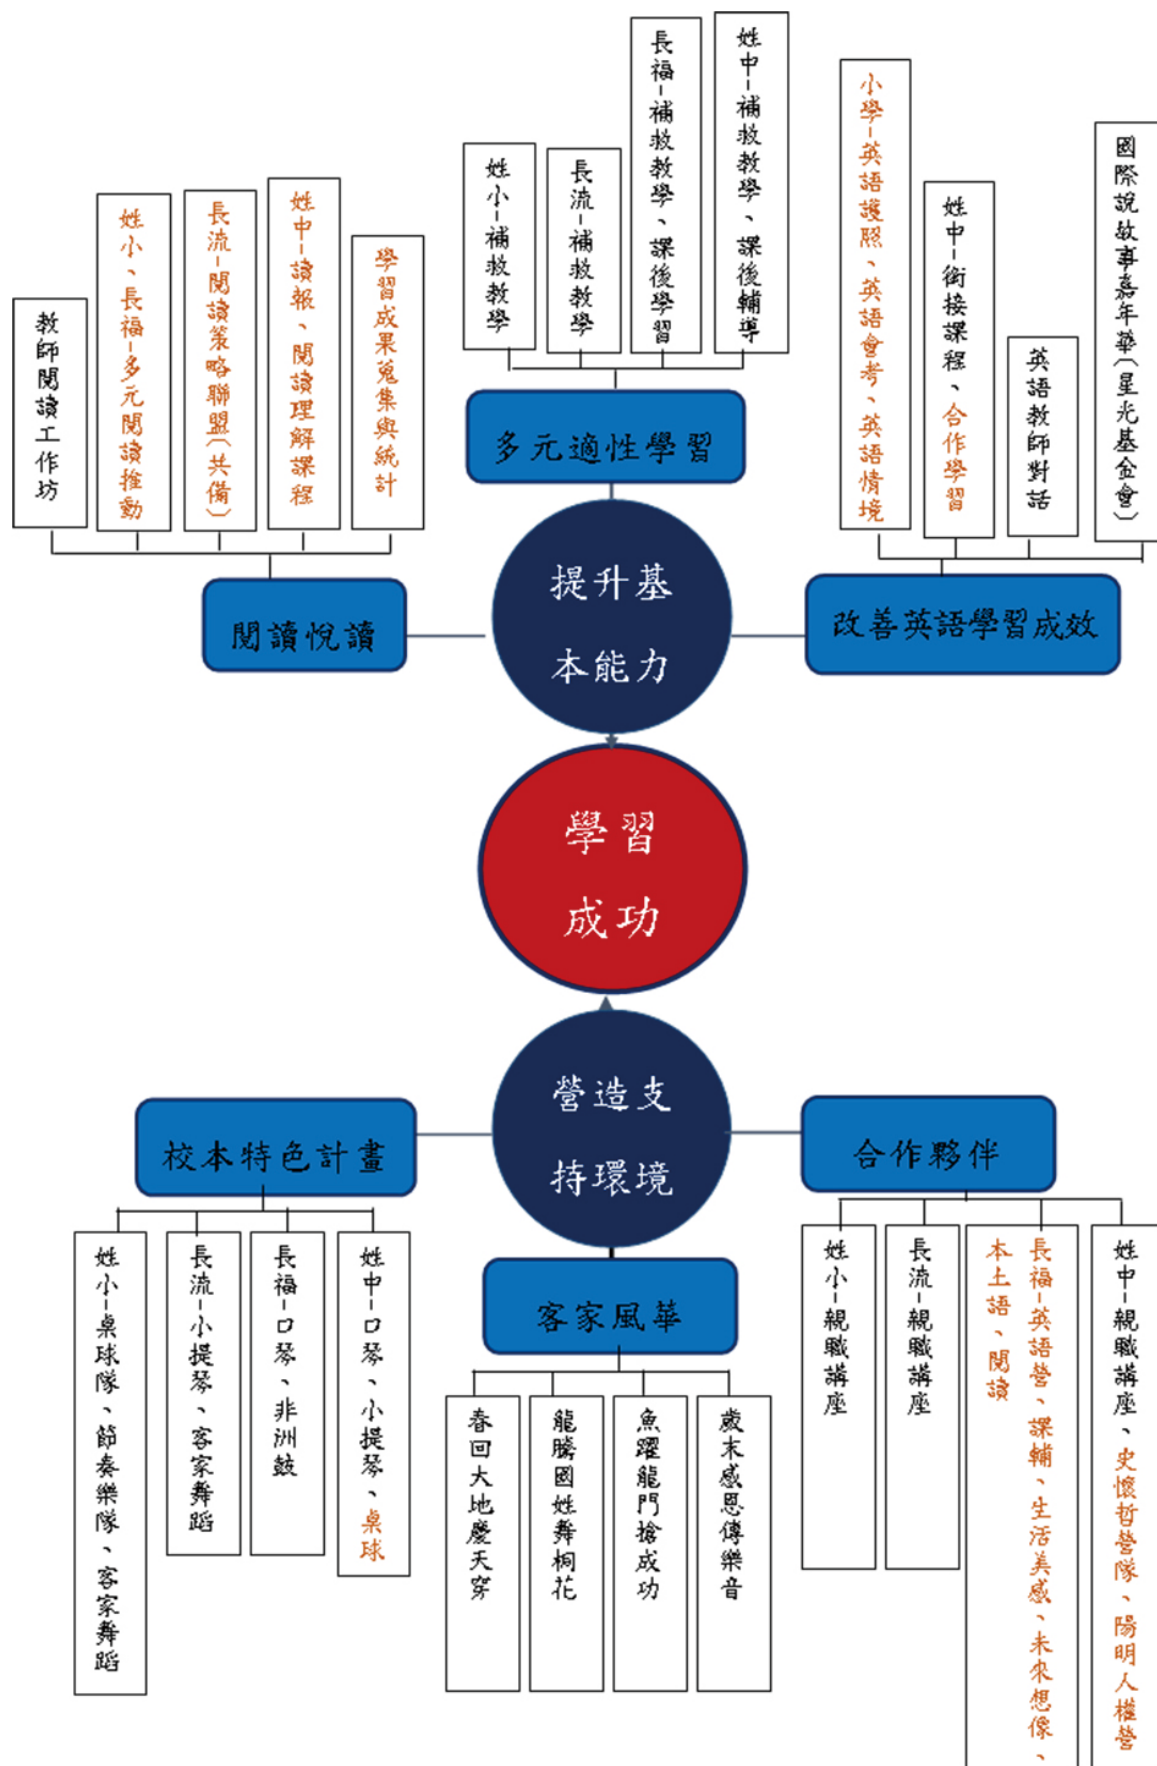 教師閱讀工作坊
姓小、長福-多元閱讀推動
長流-閱讀策略聯盟(共備)
姓中-讀報、閱讀理解課程
學習成果蒐集與統計
閱讀悅讀
姓小-補救教學
長流-補救教學
長福-補救教學、課後學習
姓中-補救教學、課後輔導
多元適性學習
小學-英語護照、英語會考、英語情境
姓中-銜接課程、合作學習
英語教師對話
國際說故事嘉年華(星光基金會)
改善英語學習成效
提升基
本能力
學習
成功
營造支
持環境
校本特色計畫
姓小-桌球隊、節奏樂隊、客家舞蹈
長流-小提琴、客家舞蹈
長福-口琴、非洲鼓
姓中-口琴、小提琴、桌球
客家風華
春回大地慶天穿
龍騰國姓舞桐花
魚躍龍門搶成功
歲末感恩傳樂音
合作夥伴
姓小-親職講座
長流-親職講座
長福-英語營、課輔、生活美感、未來想像、
本土語、閱讀
姓中-親職講座、史懷哲營隊、陽明人權營